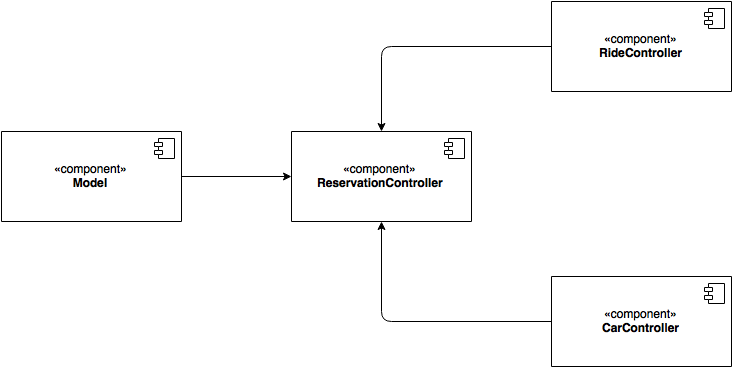 «component»
RideController
«component»
Model
«component»
ReservationController
«component»
CarController